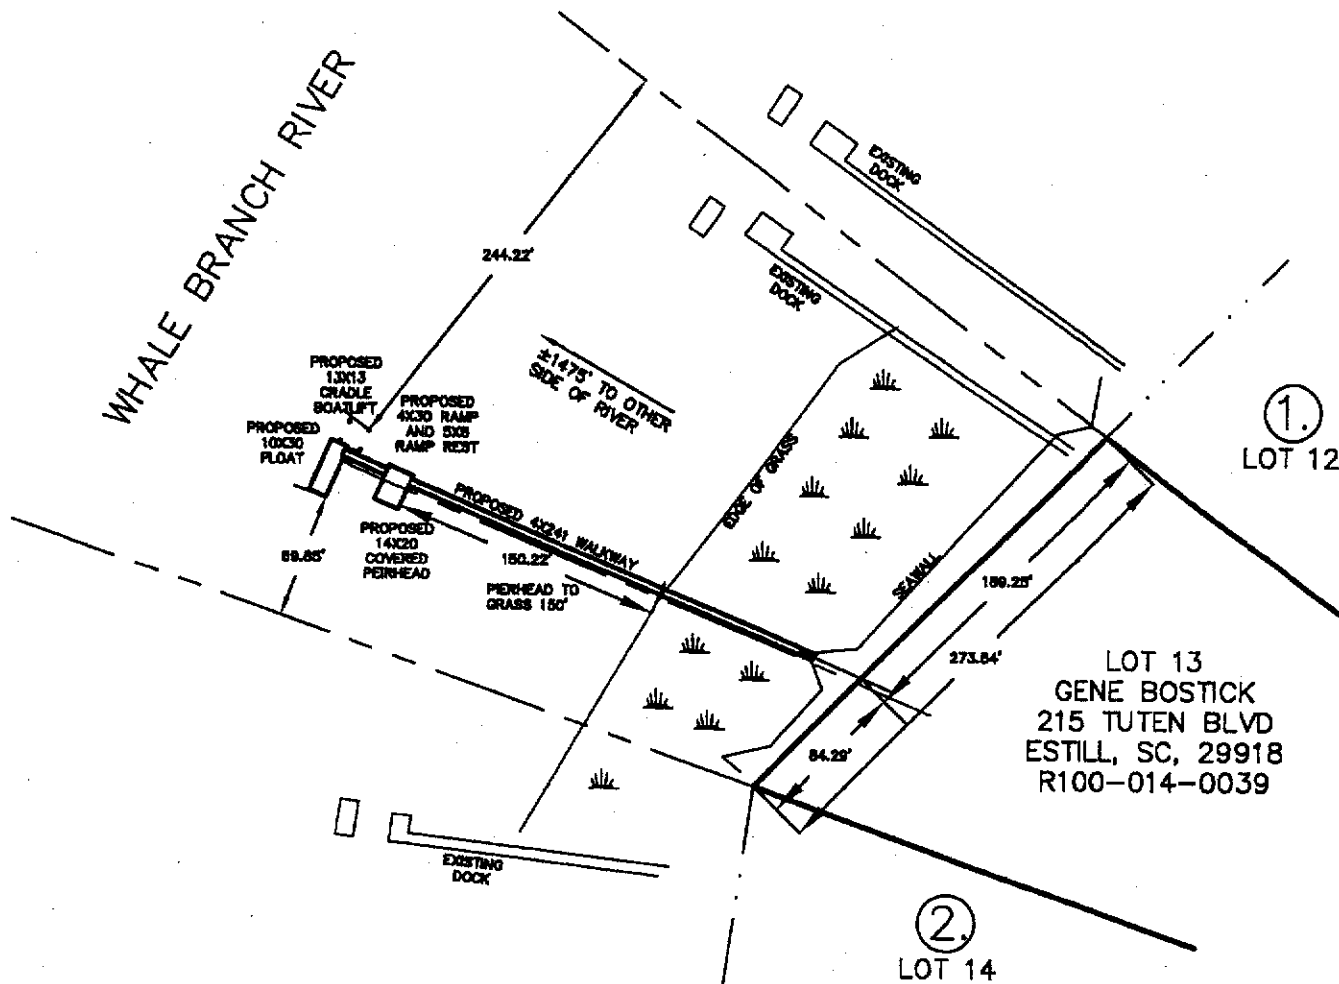 WHALE BRANCH RIVER
EXISTING
DOCK
244.22'
EXISTING
DOCK
±1475' TO OTHER
SIDE OF RIVER
PROPOSED
13X13
CRADLE
BOATLIFT
PROPOSED
4X30 RAMP
AND 5X8
RAMP REST
PROPOSED
10X30
FLOAT
1.
LOT 12
EDGE OF GRASS
PROPOSED 4X241 WALKWAY
PROPOSED
14X20
COVERED
PEIRHEAD
150.22'
PIERHEAD TO
GRASS 150'
SEAWALL
189.25'
273.54'
LOT 13
GENE BOSTICK
215 TUTEN BLVD
ESTILL, SC, 29918
R100-014-0039
84.29'
EXISTING
DOCK
2.
LOT 14